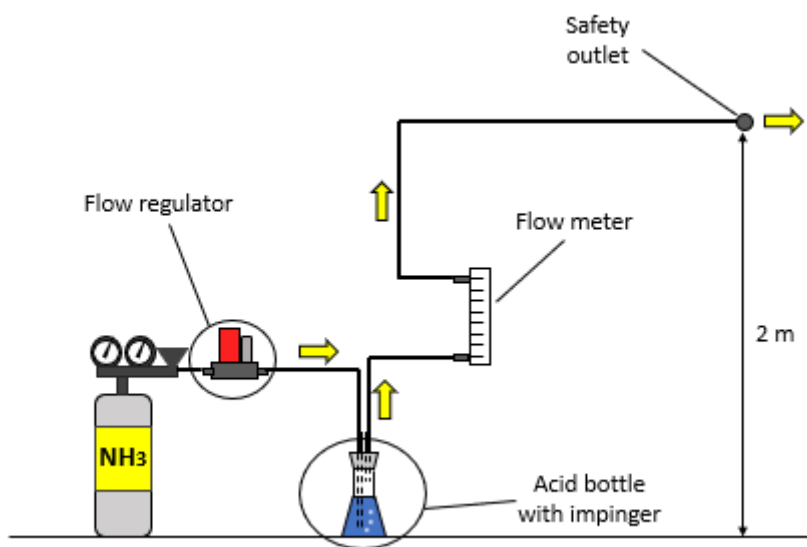 Safety
outlet
Flow regulator
Flow meter
2 m
NH3
Acid bottle
with impinger